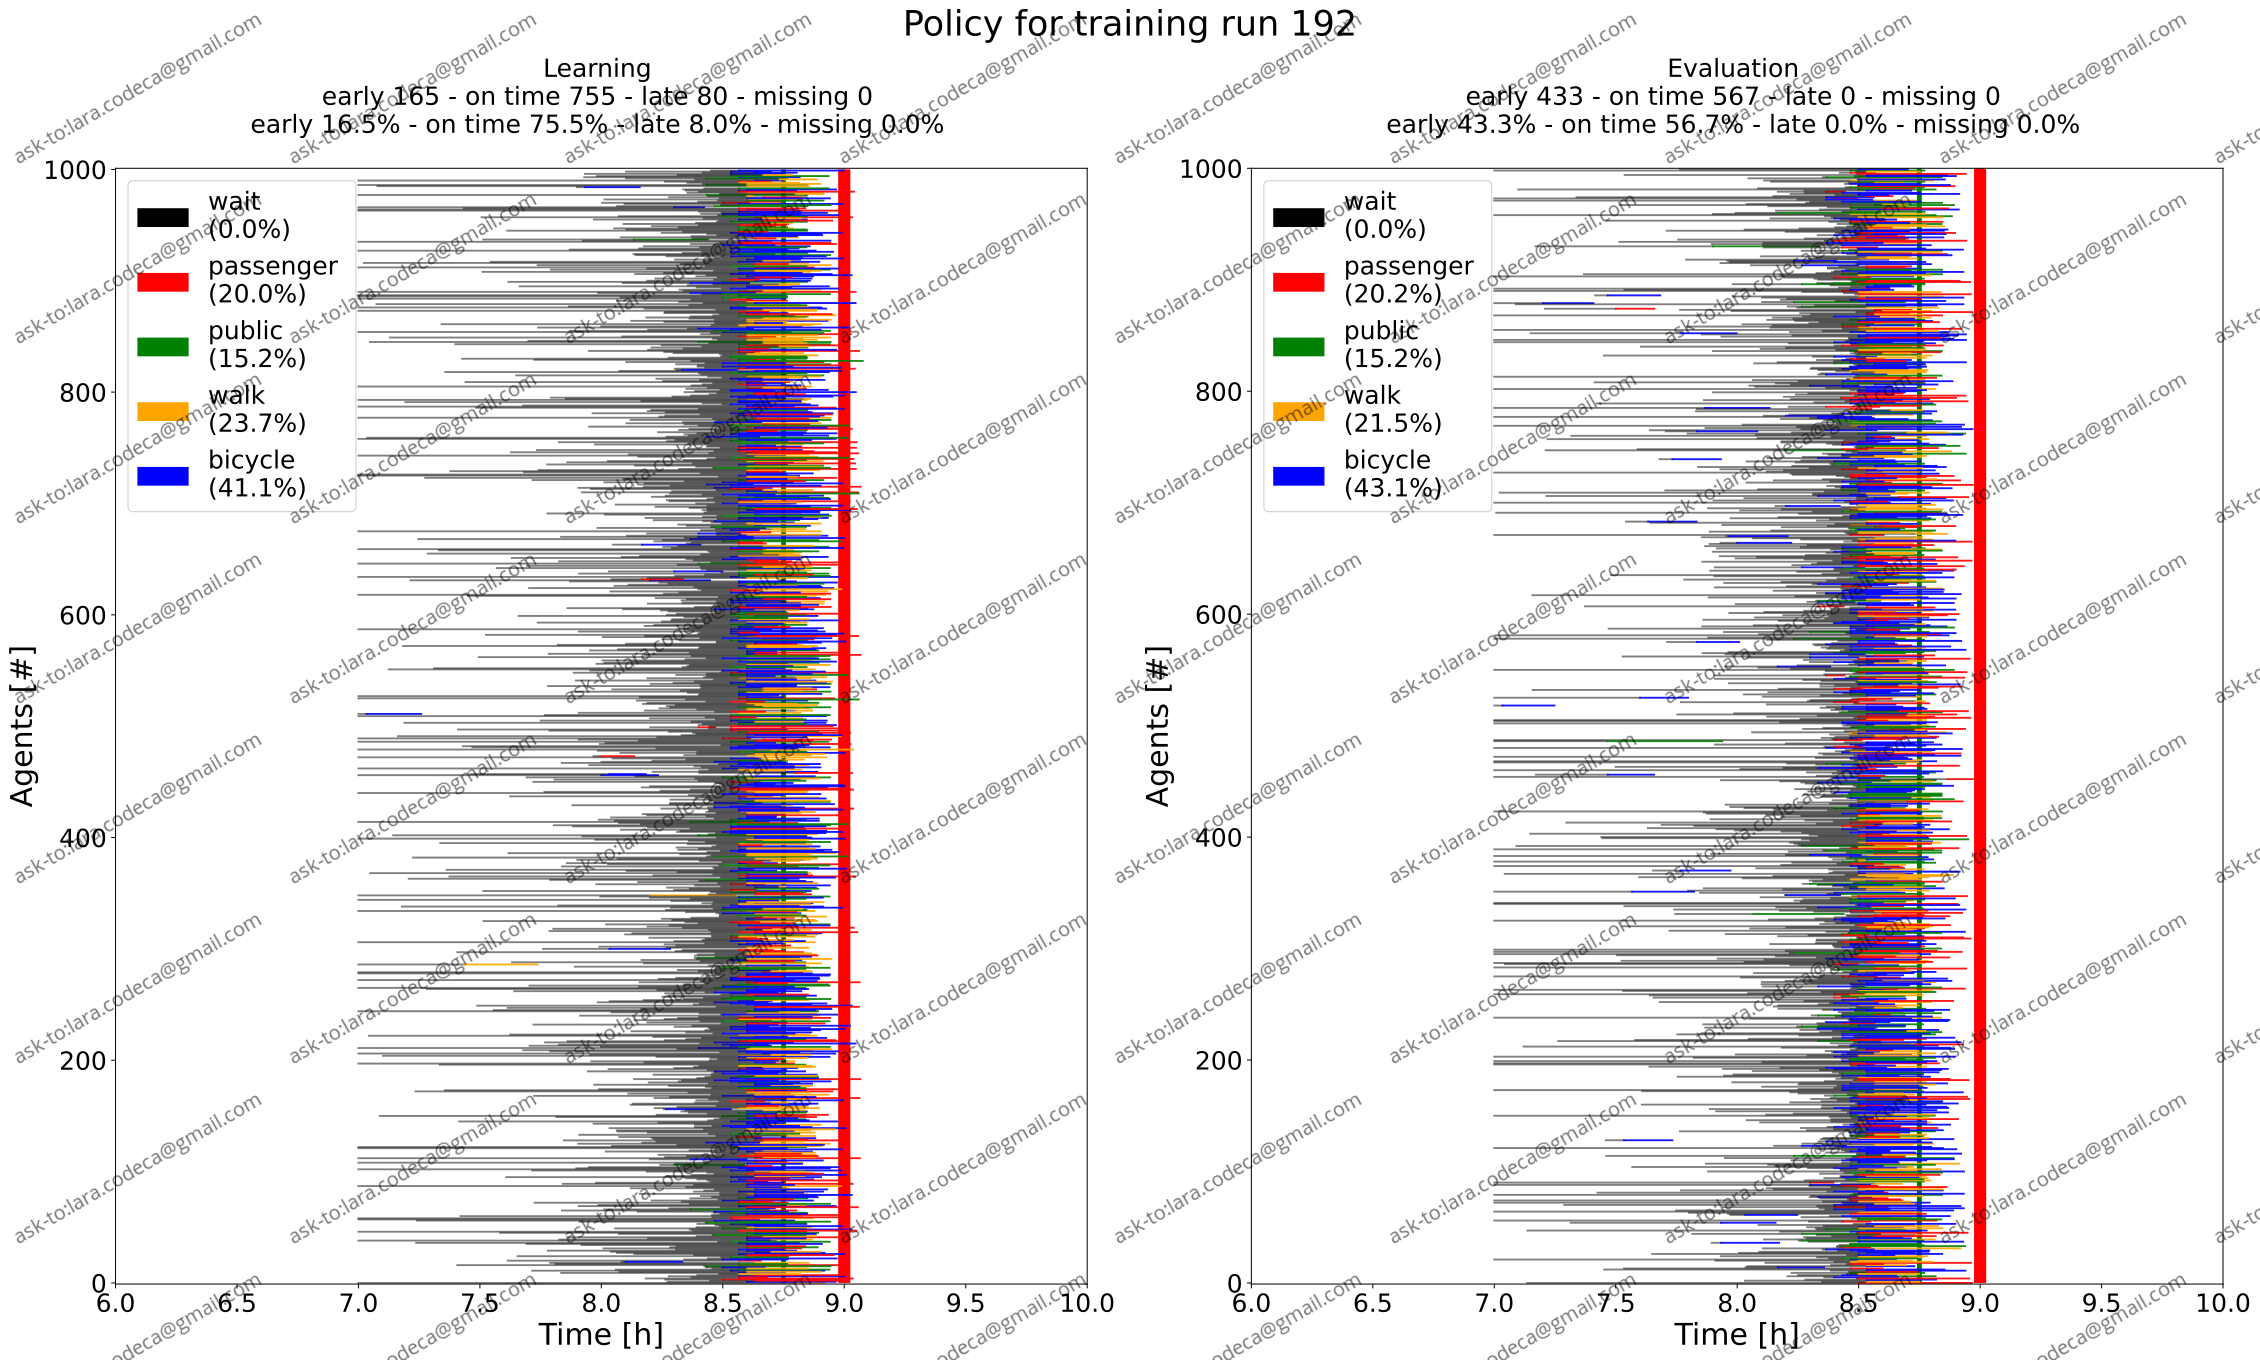 Policy for training run 192
Learning
early 165 - on time 755 - late 80 - missing 0
early 16.5% - on time 75.5% - late 8.0% - missing 0.0%
1000
800
600
400
200
0
Agents [#]
wait
(0.0%)
passenger
(20.0%)
public
(15.2%)
walk
(23.7%)
bicycle
(41.1%)
6.0 6.5 7.0 7.5 8.0 8.5 9.0 9.5 10.0
Time [h]
Evaluation
early 433 - on time 567 - late 0 - missing 0
early 43.3% - on time 56.7% - late 0.0% - missing 0.0%
1000
800
600
400
200
0
Agents [#]
wait
(0.0%)
passenger
(20.2%)
public
(15.2%)
walk
(21.5%)
bicycle
(43.1%)
6.0 6.5 7.0 7.5 8.0 8.5 9.0 9.5 10.0
Time [h]
ask-to:lara.codeca@gmail.com